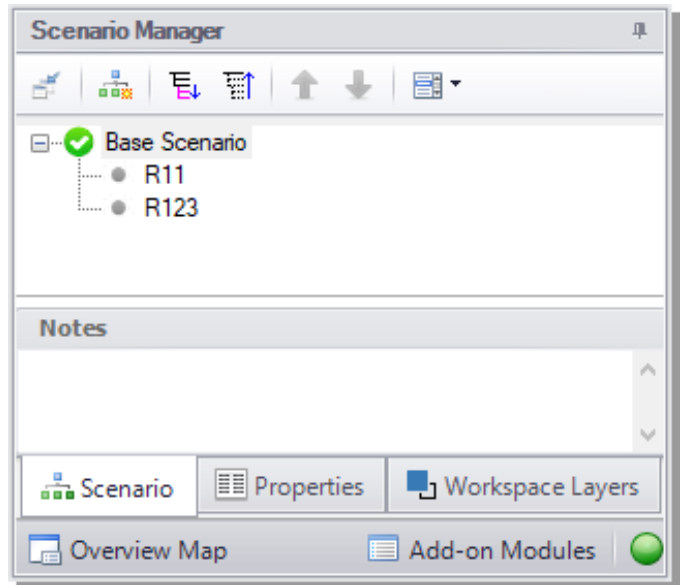 Scenario Manager
Base Scenario
R11
R123
Notes
Scenario Properties Workspace Layers
Overview Map Add-on Modules